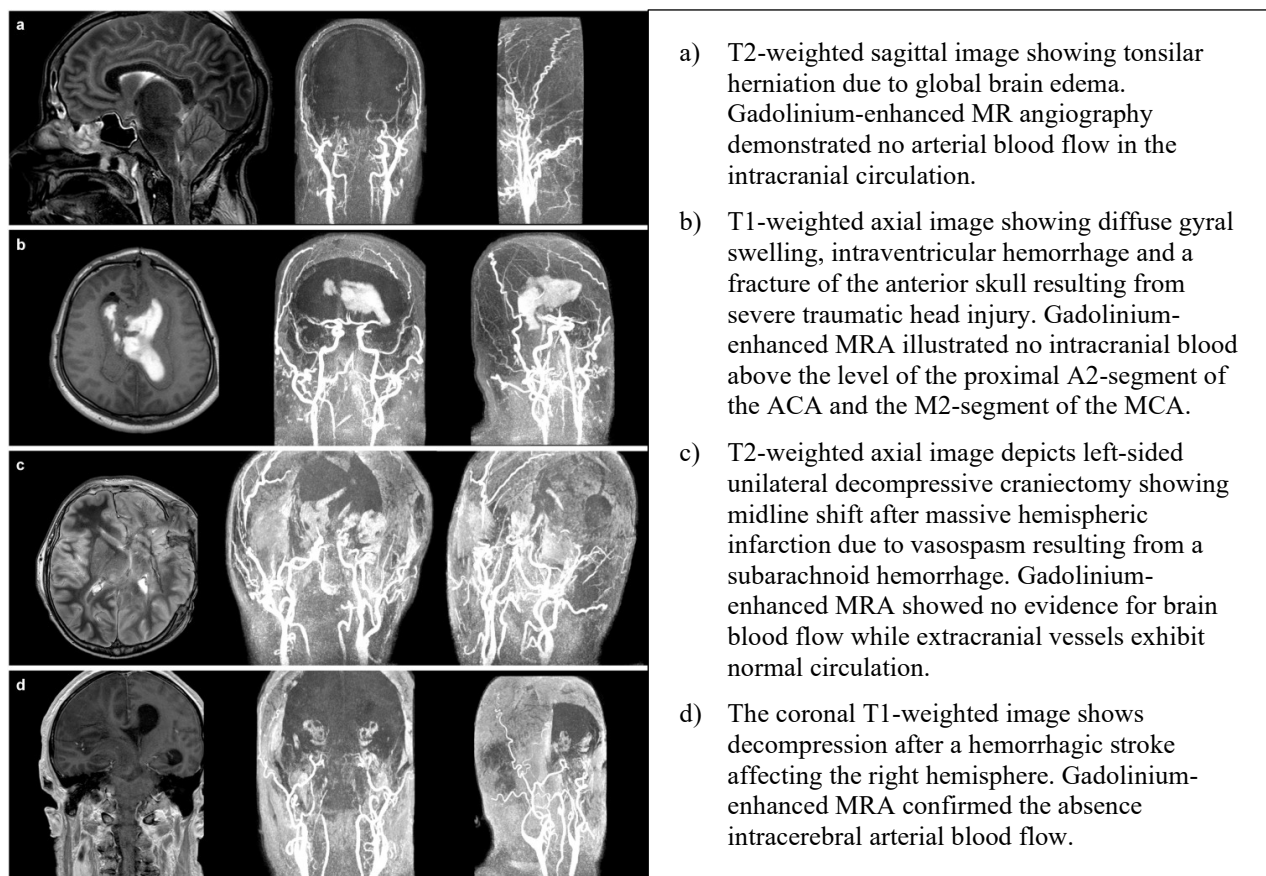 a
a) T2-weighted sagittal image showing tonsilar
herniation due to global brain edema.
Gadolinium-enhanced MR angiography
demonstrated no arterial blood flow in the
intracranial circulation.
b
b) T1-weighted axial image showing diffuse gyral
swelling, intraventricular hemorrhage and a
fracture of the anterior skull resulting from
severe traumatic head injury. Gadolinium-
enhanced MRA illustrated no intracranial blood
above the level of the proximal A2-segment of
the ACA and the M2-segment of the MCA.
c
c) T2-weighted axial image depicts left-sided
unilateral decompressive craniectomy showing
midline shift after massive hemispheric
infarction due to vasospasm resulting from a
subarachnoid hemorrhage. Gadolinium-
enhanced MRA showed no evidence for brain
blood flow while extracranial vessels exhibit
normal circulation.
d
d) The coronal T1-weighted image shows
decompression after a hemorrhagic stroke
affecting the right hemisphere. Gadolinium-
enhanced MRA confirmed the absence
intracerebral arterial blood flow.